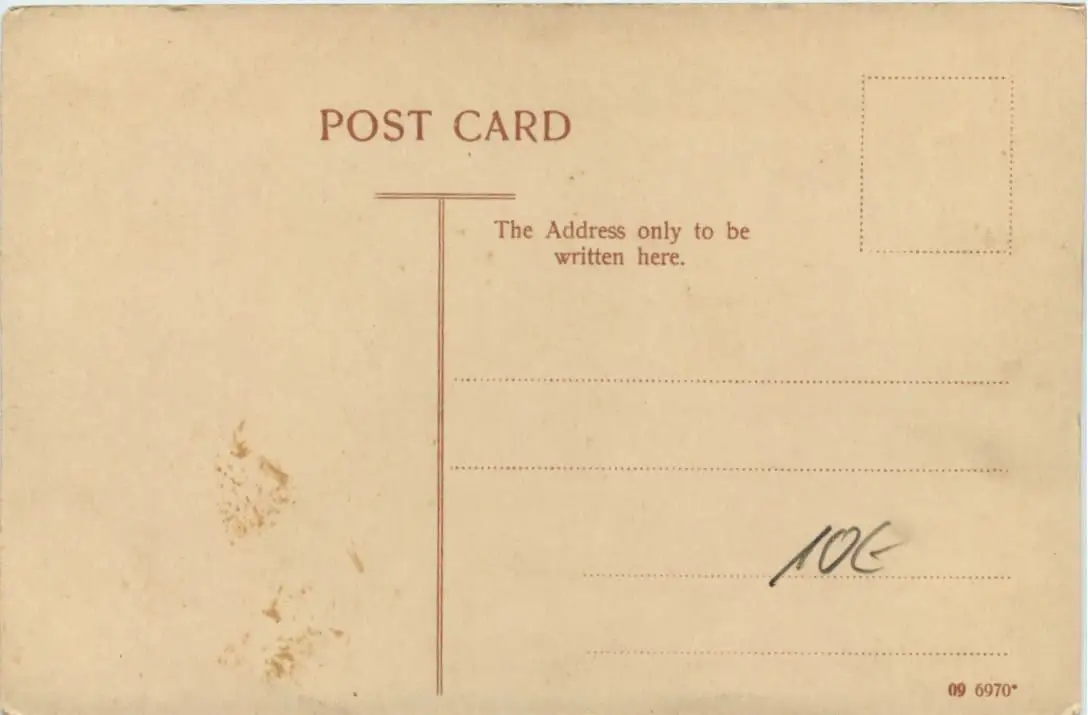 POST CARD
The Address only to be
written here.
10€
09 6970*